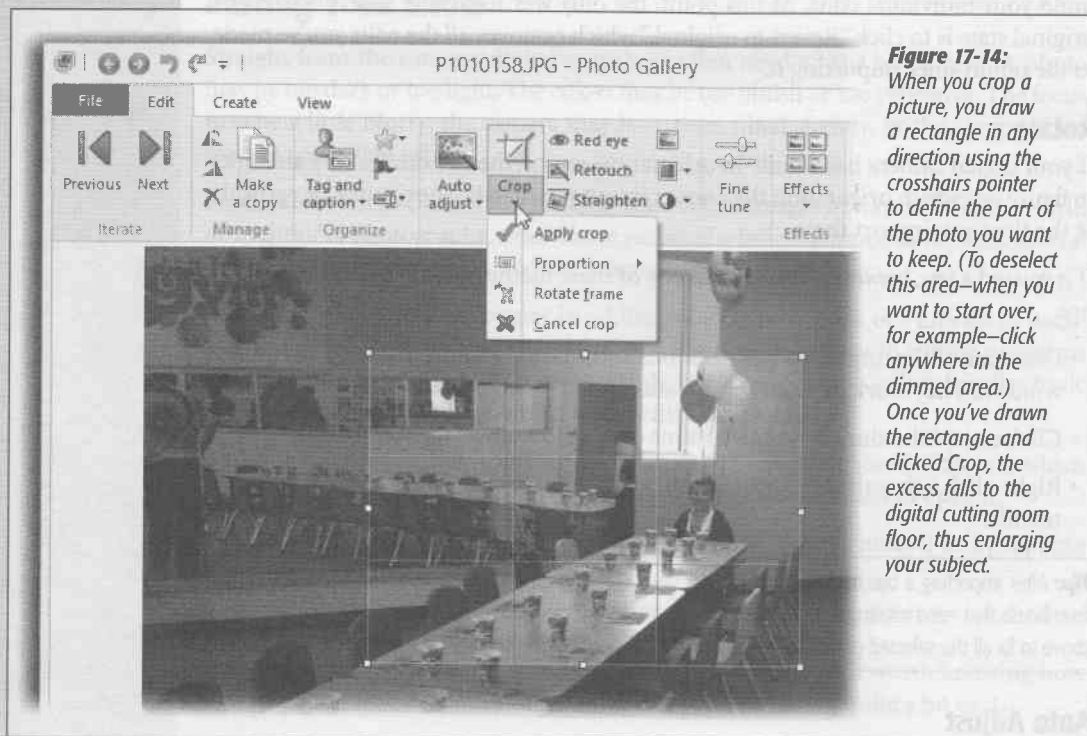 P1010158.JPG - Photo Gallery
File Edit Create View
Previous Next
Make a copy
Tag and caption
Auto adjust
Crop
Red eye
Retouch
Straighten
Fine tune
Effects
Iterate Manage Organize Effects
Apply crop
Proportion
Rotate frame
Cancel crop
Figure 17-14:
When you crop a
picture, you draw
a rectangle in any
direction using the
crosshairs pointer
to define the part of
the photo you want
to keep. (To deselect
this area—when you
want to start over,
for example—click
anywhere in the
dimmed area.)
Once you've drawn
the rectangle and
clicked Crop, the
excess falls to the
digital cutting room
floor, thus enlarging
your subject.
Auto Adjust